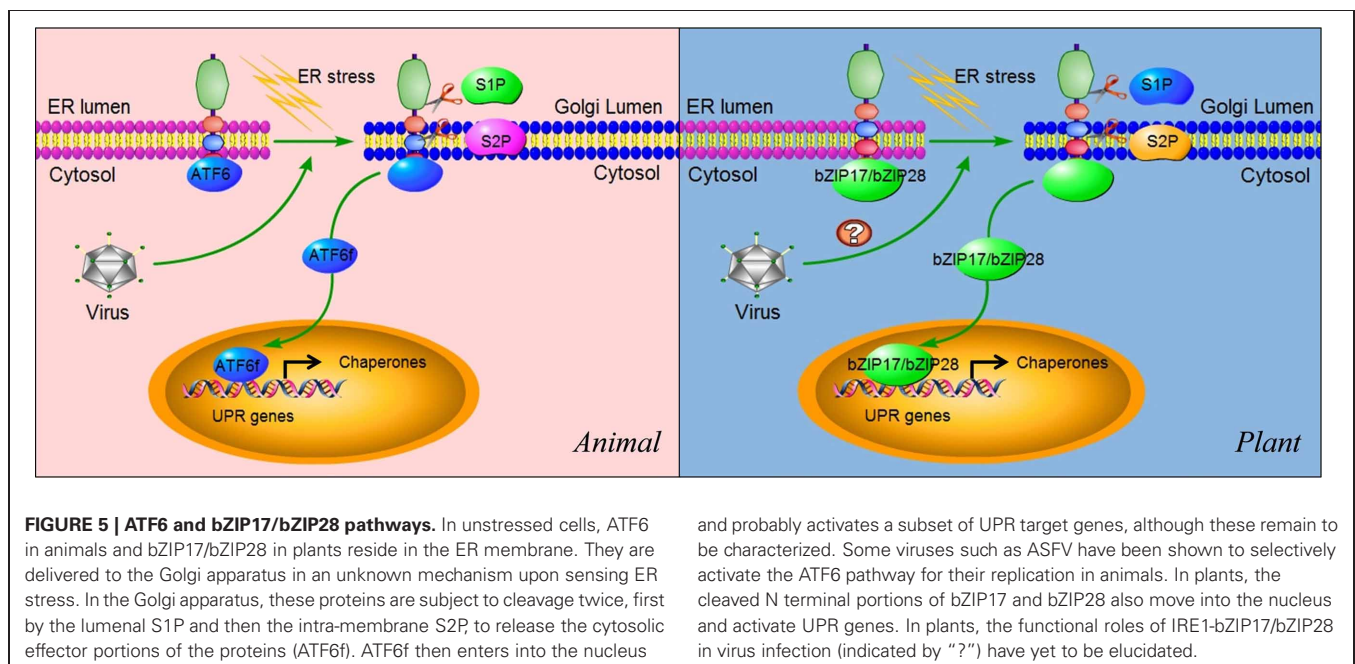 ER stress
S1P
ER lumen
Golgi Lumen
S2P
Cytosol
ATF6
Cytosol
ATF6f
Virus
ATF6f
Chaperones
UPR genes
Animal
ER stress
S1P
ER lumen
Golgi Lumen
S2P
Cytosol
bZIP17/bZIP28
Cytosol
?
bZIP17/bZIP28
Virus
bZIP17/bZIP28
Chaperones
UPR genes
Plant
FIGURE 5 | ATF6 and bZIP17/bZIP28 pathways. In unstressed cells, ATF6
in animals and bZIP17/bZIP28 in plants reside in the ER membrane. They are
delivered to the Golgi apparatus in an unknown mechanism upon sensing ER
stress. In the Golgi apparatus, these proteins are subject to cleavage twice, first
by the lumenal S1P and then the intra-membrane S2P, to release the cytosolic
effector portions of the proteins (ATF6f). ATF6f then enters into the nucleus
and probably activates a subset of UPR target genes, although these remain to
be characterized. Some viruses such as ASFV have been shown to selectively
activate the ATF6 pathway for their replication in animals. In plants, the
cleaved N terminal portions of bZIP17 and bZIP28 also move into the nucleus
and activate UPR genes. In plants, the functional roles of IRE1-bZIP17/bZIP28
in virus infection (indicated by “?”) have yet to be elucidated.